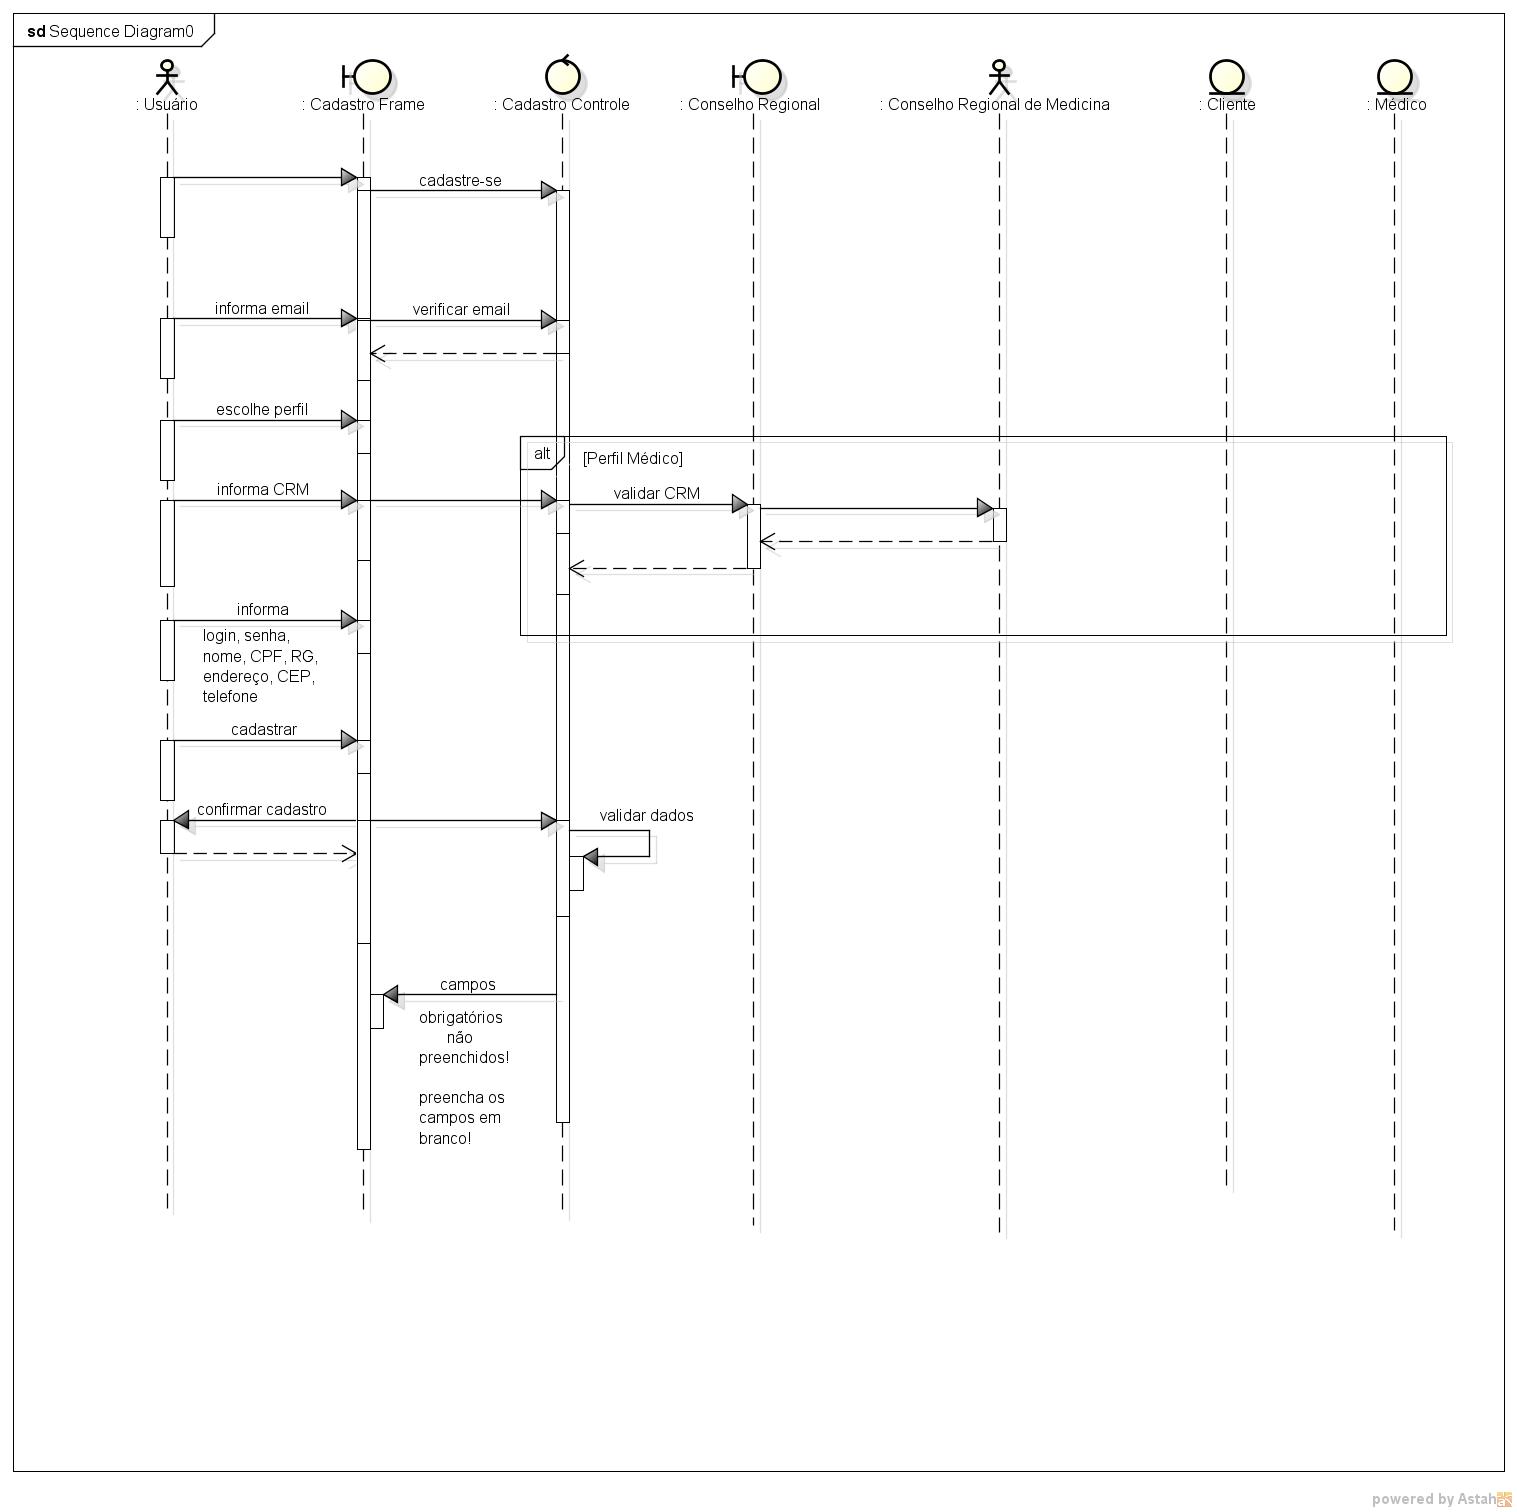 sd Sequence Diagram0
: Usuário
: Cadastro Frame
: Cadastro Controle
: Conselho Regional
: Conselho Regional de Medicina
: Cliente
: Médico
cadastre-se
informa email
verificar email
escolhe perfil
alt
[Perfil Médico]
informa CRM
validar CRM
informa
login, senha,
nome, CPF, RG,
endereço, CEP,
telefone
cadastrar
confirmar cadastro
validar dados
campos
obrigatórios
não
preenchidos!
preencha os
campos em
branco!
powered by Astah